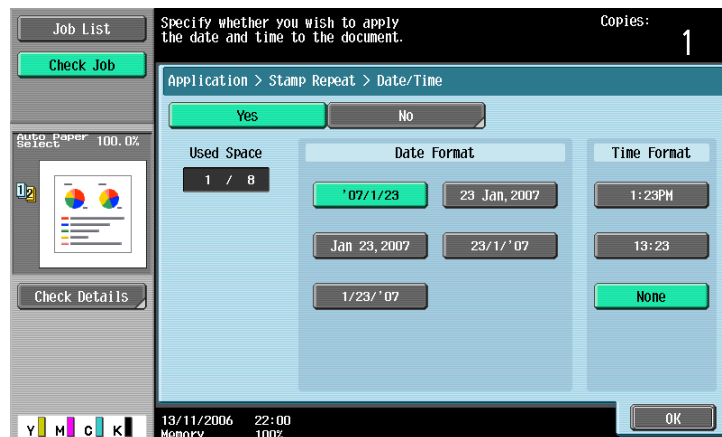 Job List
Check Job
Specify whether you wish to apply
the date and time to the document.
Copies:
1
Application > Stamp Repeat > Date/Time
Yes
No
Auto Paper
Select
100.0%
1 2
Used Space
1 / 8
Date Format
'07/1/23
23 Jan,2007
Jan 23,2007
23/1/'07
1/23/'07
Time Format
1:23PM
13:23
None
Check Details
Y M C K
13/11/2006 22:00
Memory 100%
OK